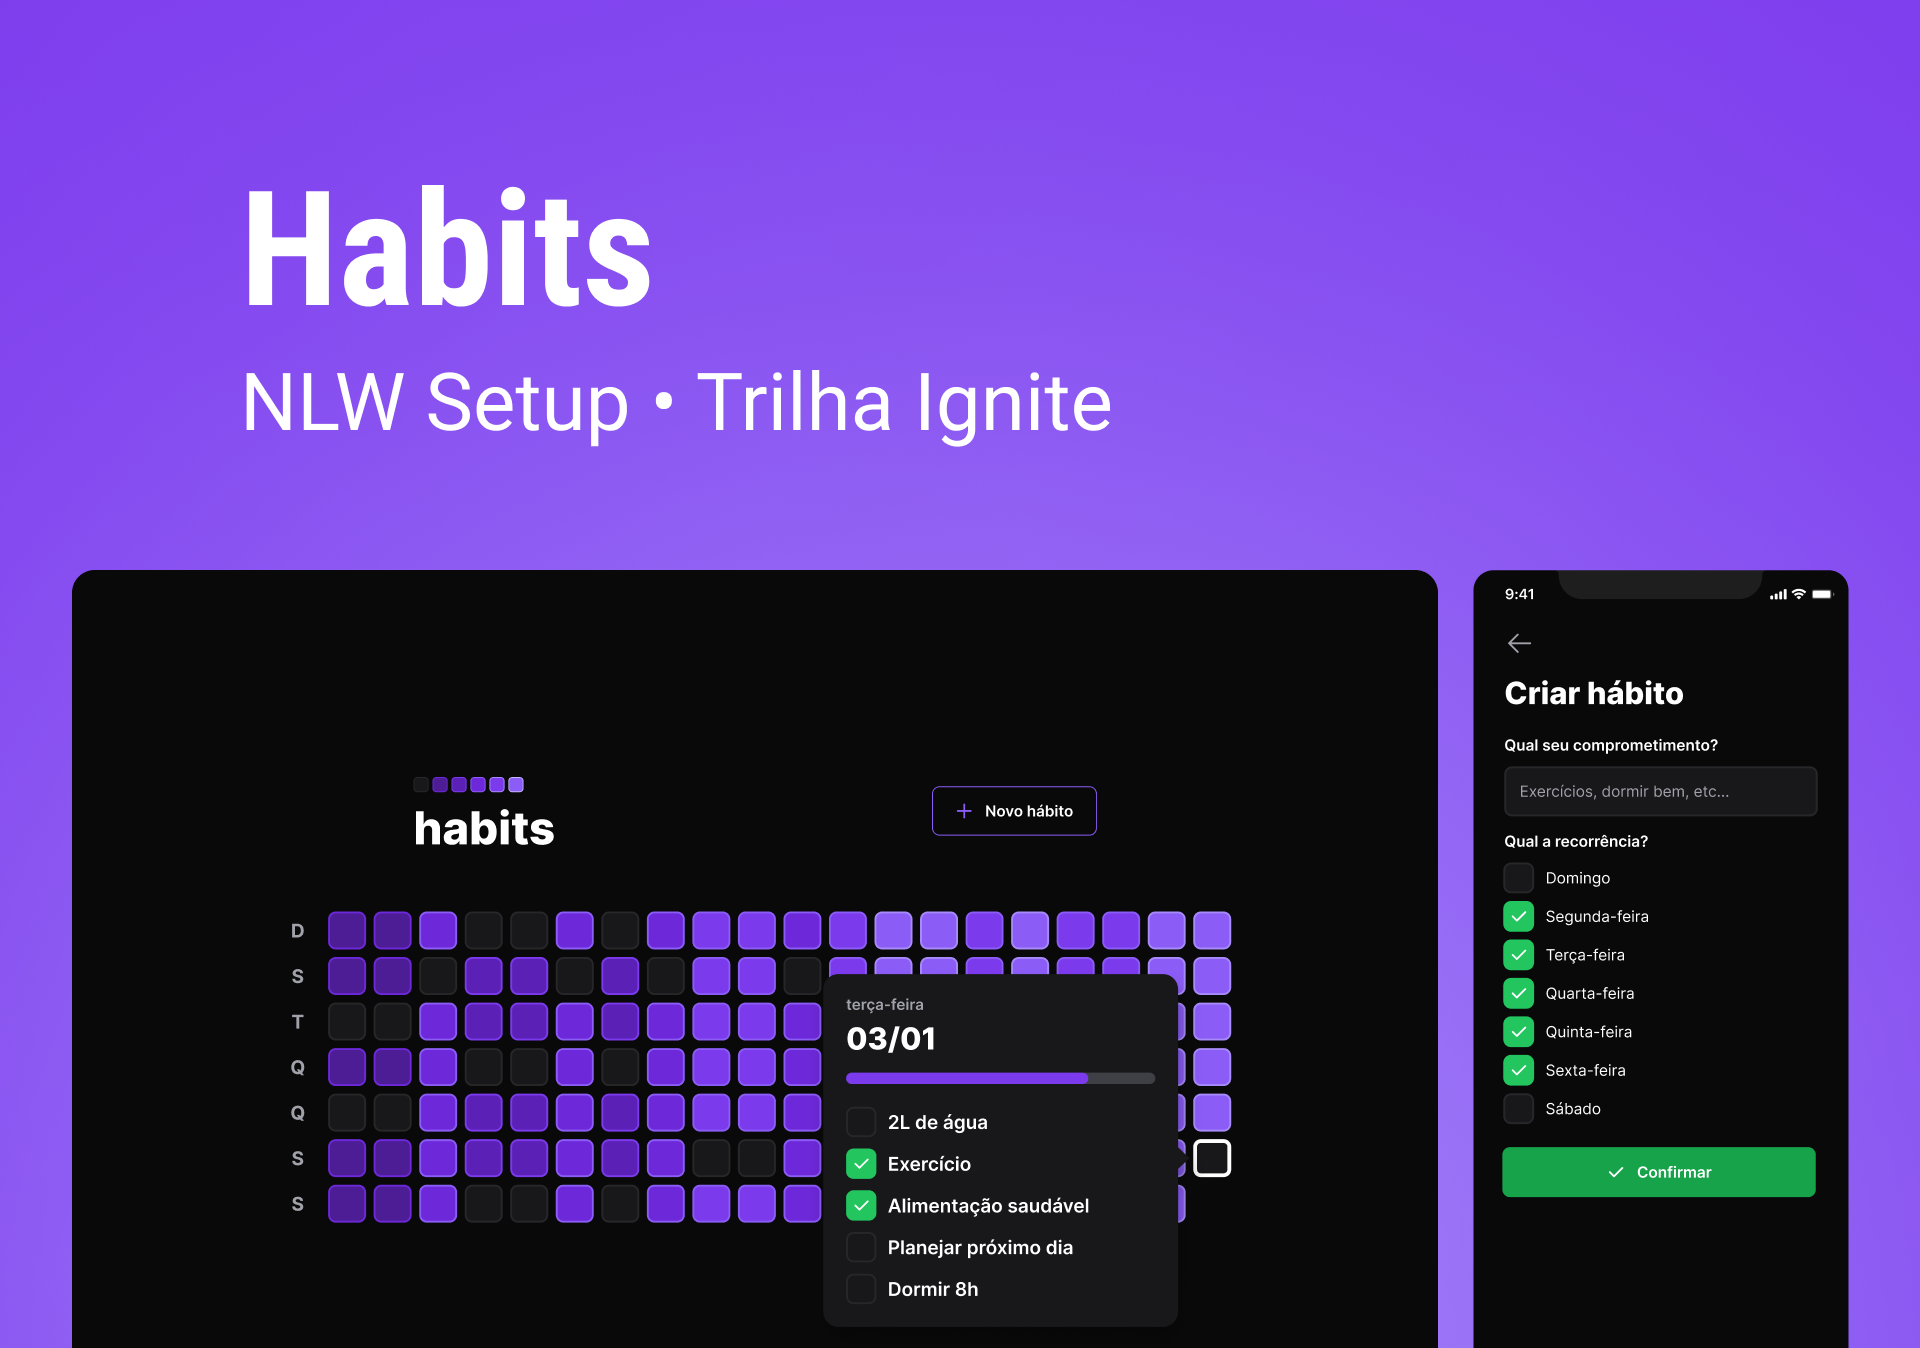 Habits
NLW Setup • Trilha Ignite
habits
Novo hábito
D
S
T
Q
Q
S
S
terça-feira
03/01
2L de água
Exercício
Alimentação saudável
Planejar próximo dia
Dormir 8h
9:41
Criar hábito
Qual seu comprometimento?
Exercícios, dormir bem, etc...
Qual a recorrência?
Domingo
Segunda-feira
Terça-feira
Quarta-feira
Quinta-feira
Sexta-feira
Sábado
Confirmar